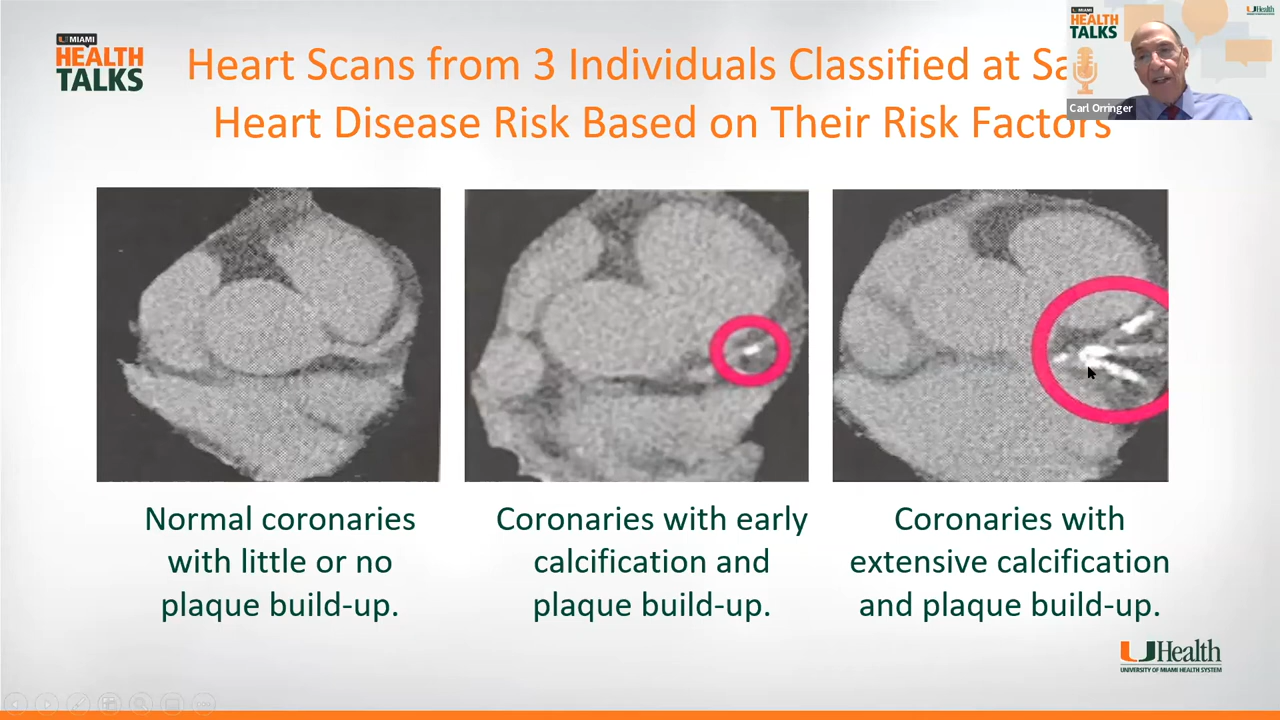 U MIAMI
HEALTH
TALKS
Heart Scans from 3 Individuals Classified at Sa
Heart Disease Risk Based on Their Risk Factors
U MIAMI
HEALTH
TALKS
UHealth
Carl Orringer
Normal coronaries
with little or no
plaque build-up.
Coronaries with early
calcification and
plaque build-up.
Coronaries with
extensive calcification
and plaque build-up.
UHealth
UNIVERSITY OF MIAMI HEALTH SYSTEM